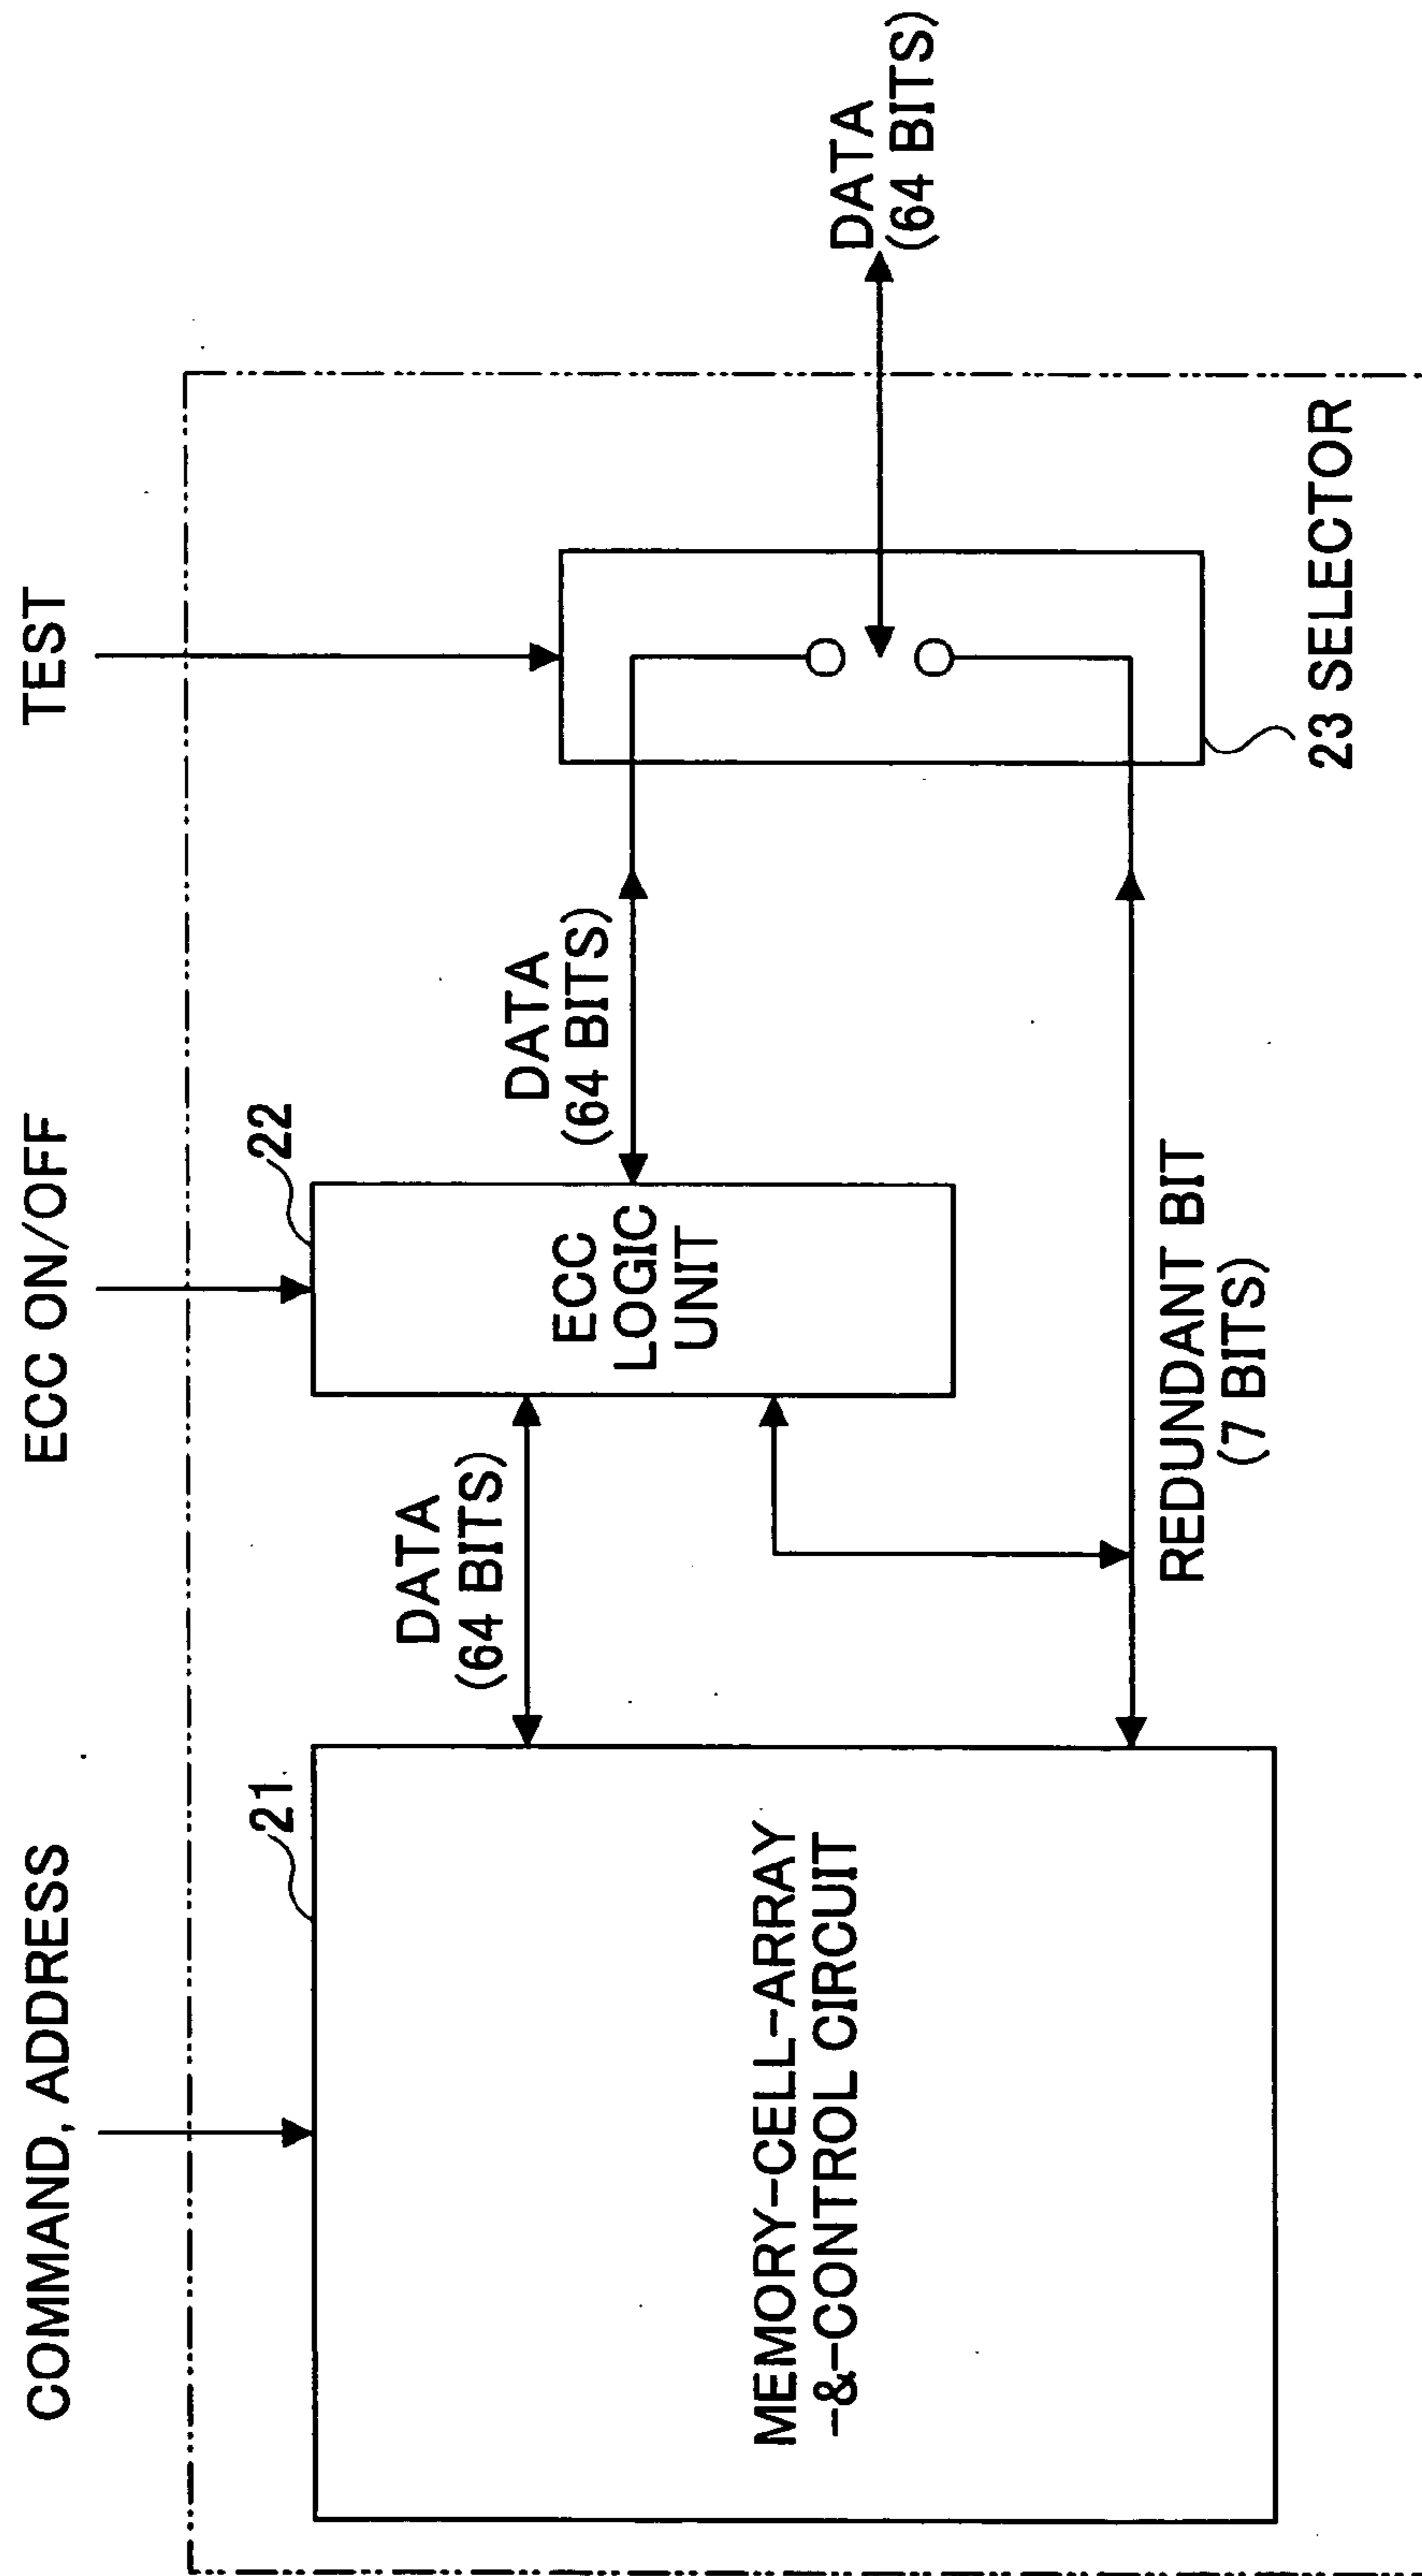 COMMAND, ADDRESS
ECC ON/OFF
TEST
21
MEMORY-CELL-ARRAY
-&-CONTROL CIRCUIT
DATA
(64 BITS)
22
ECC
LOGIC
UNIT
DATA
(64 BITS)
REDUNDANT BIT
(7 BITS)
23 SELECTOR
DATA
(64 BITS)